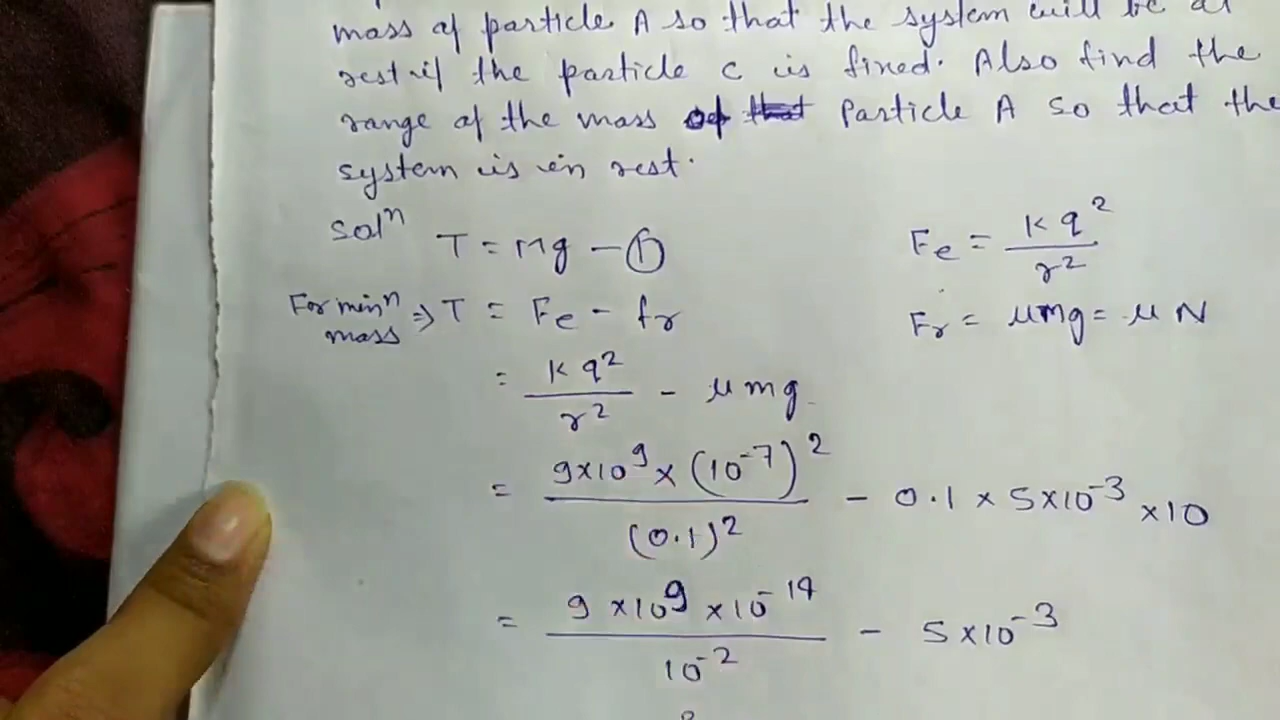 mass of particle A so that the system will be at
rest if the particle C is fixed. Also find the
range of the mass of that Particle A so that the
system is in rest.
Solⁿ T = Mg - ①
Fe = Kq²/r²
For minⁿ mass ⇒ T = Fe - fr
Fr = μmg = μN
= Kq²/r² - μmg
= 9×10⁹ × (10⁻⁷)²/(0.1)² - 0.1 × 5×10⁻³ ×10
= 9 ×10⁹ ×10⁻¹⁴/10⁻² - 5×10⁻³